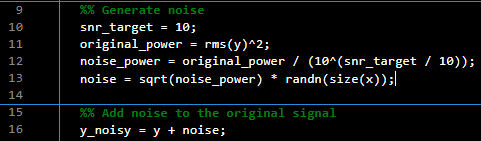 9 %% Generate noise
10 snr_target = 10;
11 original_power = rms(y)^2;
12 noise_power = original_power / (10^(snr_target / 10));
13 noise = sqrt(noise_power) * randn(size(x));
14
15 %% Add noise to the original signal
16 y_noisy = y + noise;